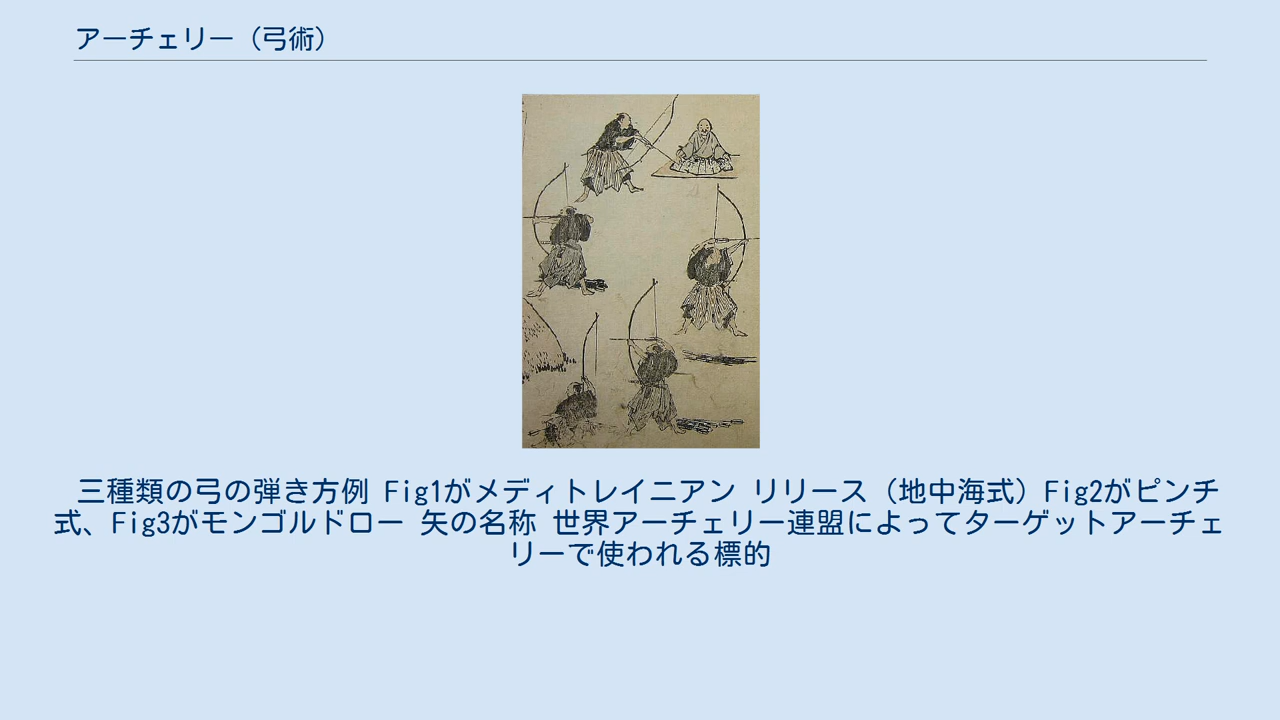 アーチェリー（弓術）
三種類の弓の弾き方例 Fig1がメディトレイニアン リリース（地中海式）Fig2がピンチ
式、Fig3がモンゴルドロー 矢の名称 世界アーチェリー連盟によってターゲットアーチェ
リーで使われる標的